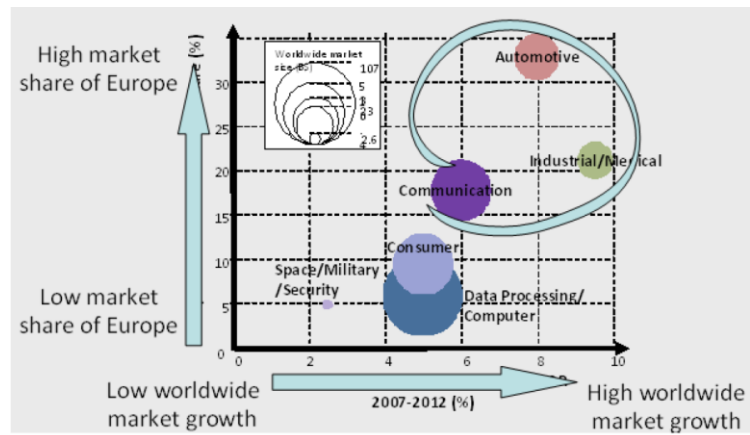 High market
share of Europe
Low market
share of Europe
(%)
30
25
20
15
10
5
0
Worldwide market
size (B$)
107
5
2.6
Automotive
Industrial/Medical
Communication
Consumer
Space/Military
/Security
Data Processing/
Computer
0
2
4
6
8
10
2007-2012 (%)
Low worldwide
market growth
High worldwide
market growth